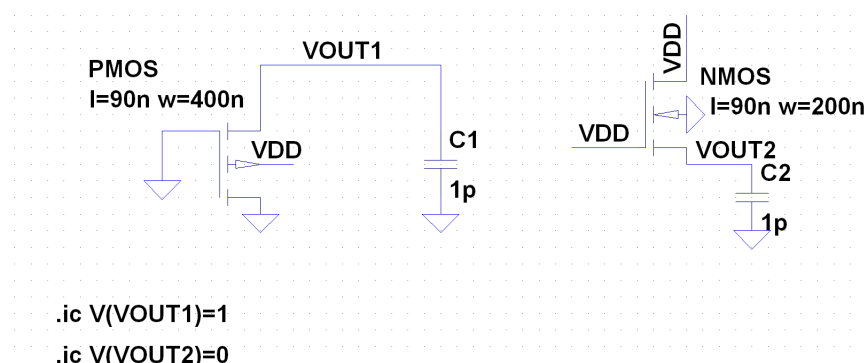 VOUT1
PMOS
l=90n w=400n
VDD
C1
1p
VDD
NMOS
l=90n w=200n
VDD
VOUT2
C2
1p
.ic V(VOUT1)=1
.ic V(VOUT2)=0